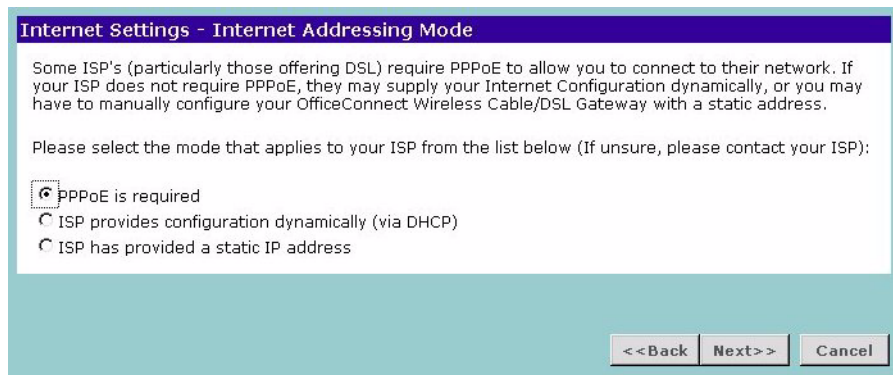 Internet Settings - Internet Addressing Mode
Some ISP's (particularly those offering DSL) require PPPoE to allow you to connect to their network. If
your ISP does not require PPPoE, they may supply your Internet Configuration dynamically, or you may
have to manually configure your OfficeConnect Wireless Cable/DSL Gateway with a static address.
Please select the mode that applies to your ISP from the list below (If unsure, please contact your ISP):
PPPoE is required
ISP provides configuration dynamically (via DHCP)
ISP has provided a static IP address
<<Back Next>> Cancel